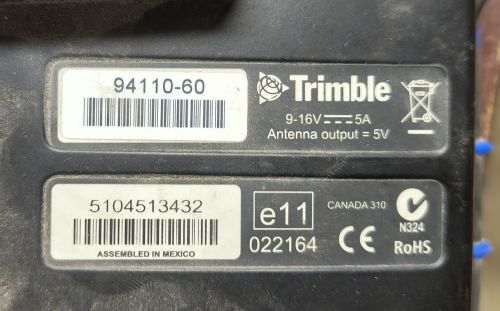 94110-60
Trimble
9-16V ⎓ 5A
Antenna output = 5V
5104513432
ASSEMBLED IN MEXICO
e11
022164
CANADA 310
CE
N324
RoHS